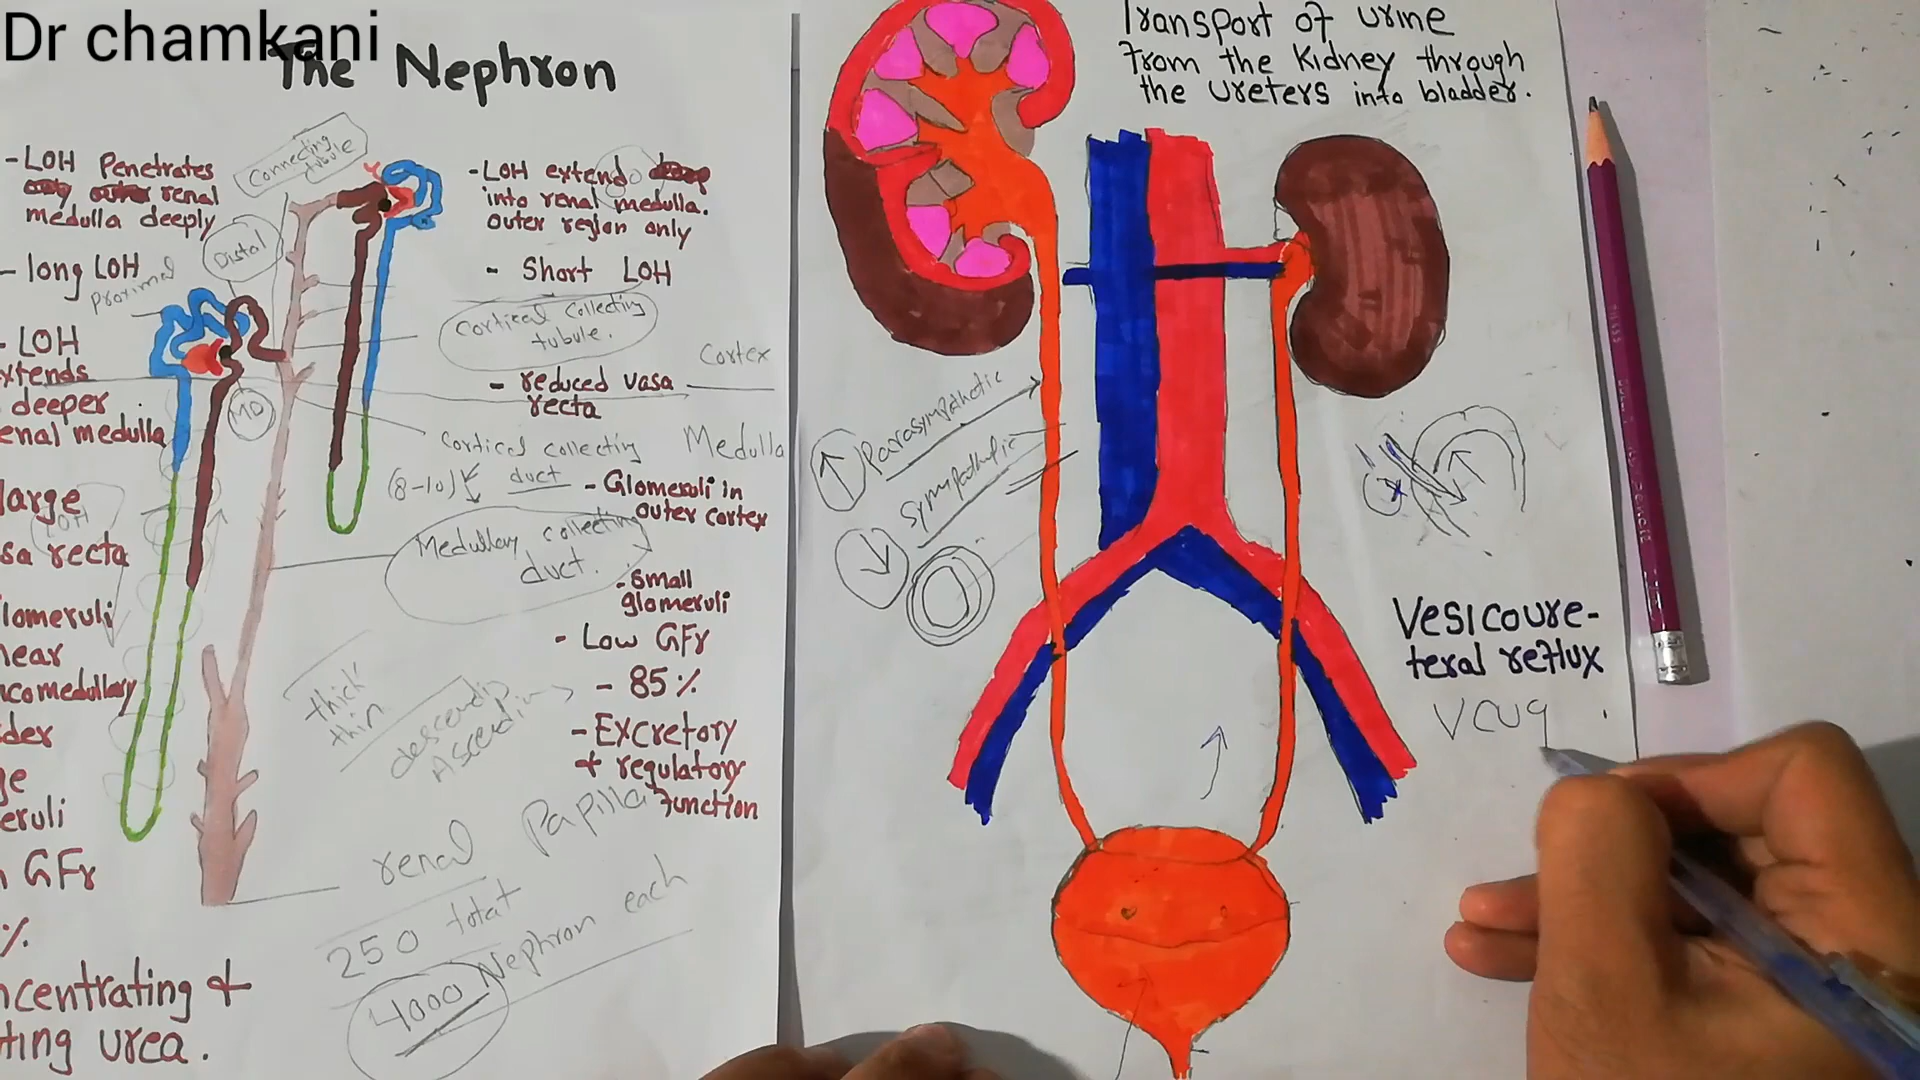 Dr chamkani
The Nephron
Connecting
tubule
- LOH Penetrates
renal
medulla deeply
- long LOH
Proximal
Distal
- LOH
xtends
deeper
enal medulla
MD
large
LOH
sa recta
lomeruli
near
comedullary
ge
eruli
GFr
%
ncentrating +
ting urea.
- LOH extend
into renal medulla.
outer region only
- Short LOH
Cortical Collecting
tubule.
Cortex
- reduced vasa
recta
Cortical collecting
duct
(8-10)
Medulla
- Glomeruli in
outer cortex
Medullary collecting
duct.
- Small
glomeruli
- Low GFr
- 85%
- Excretory
+ regulatory
function
thick
thin
Ascending
renal Papilla
250 total
4000 Nephron each
Transport of urine
From the Kidney through
the Ureters into bladder.
Parasympathetic
Sympathetic
Vesicoure-
teral reflux
VCUg